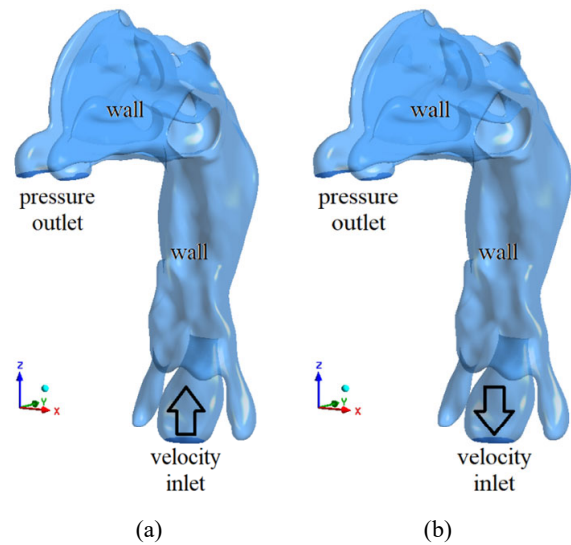 wall
pressure
outlet
wall
Z
Y
X
velocity
inlet
(a)
wall
pressure
outlet
wall
Z
Y
X
velocity
inlet
(b)